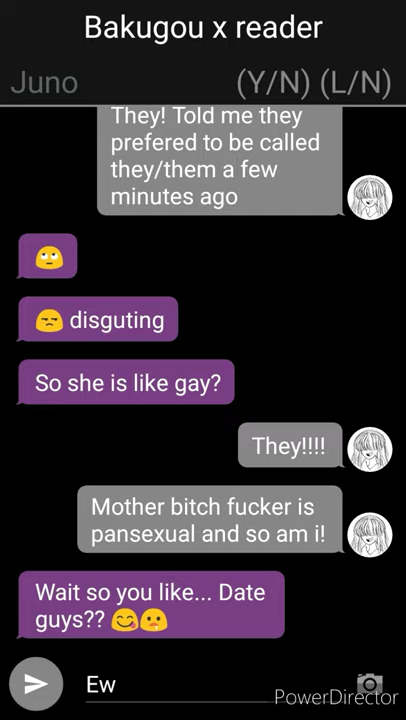 Bakugou x reader
Juno (Y/N) (L/N)
They! Told me they
prefered to be called
they/them a few
minutes ago
🙄
😒 disguting
So she is like gay?
They!!!!
Mother bitch fucker is
pansexual and so am i!
Wait so you like... Date
guys?? 😋🤤
Ew
PowerDirector